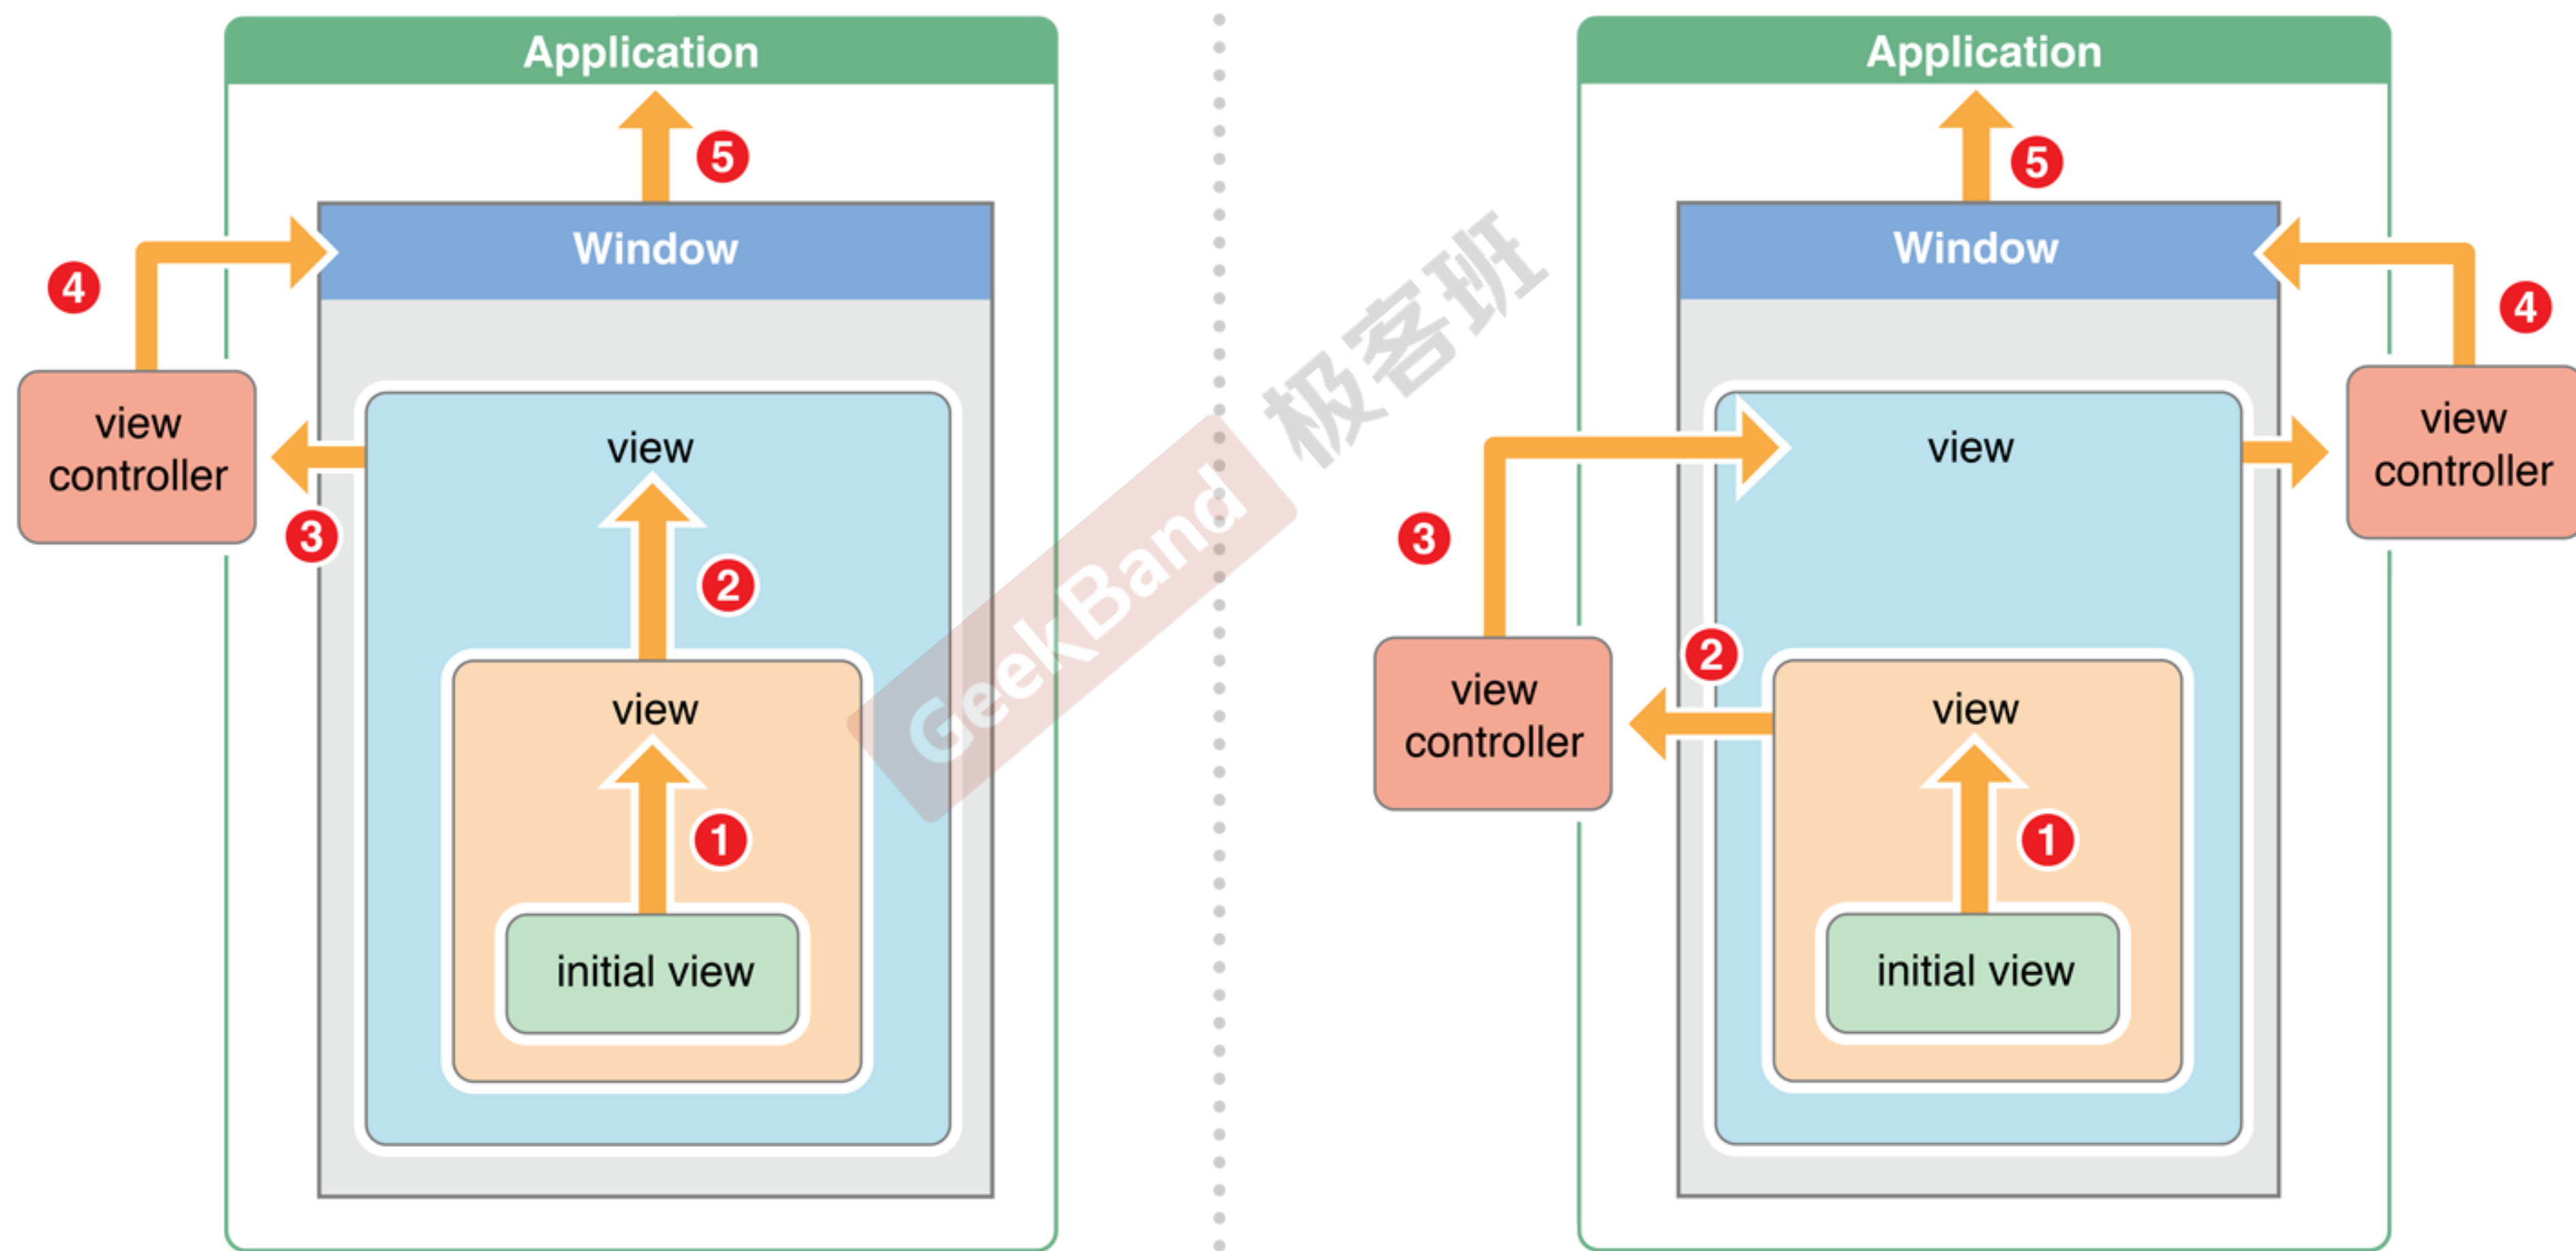 Application
5
Window
4
view
controller
3
view
2
view
1
initial view
GeekBand 极客班
Application
5
Window
4
view
controller
view
3
2
view
controller
view
1
initial view